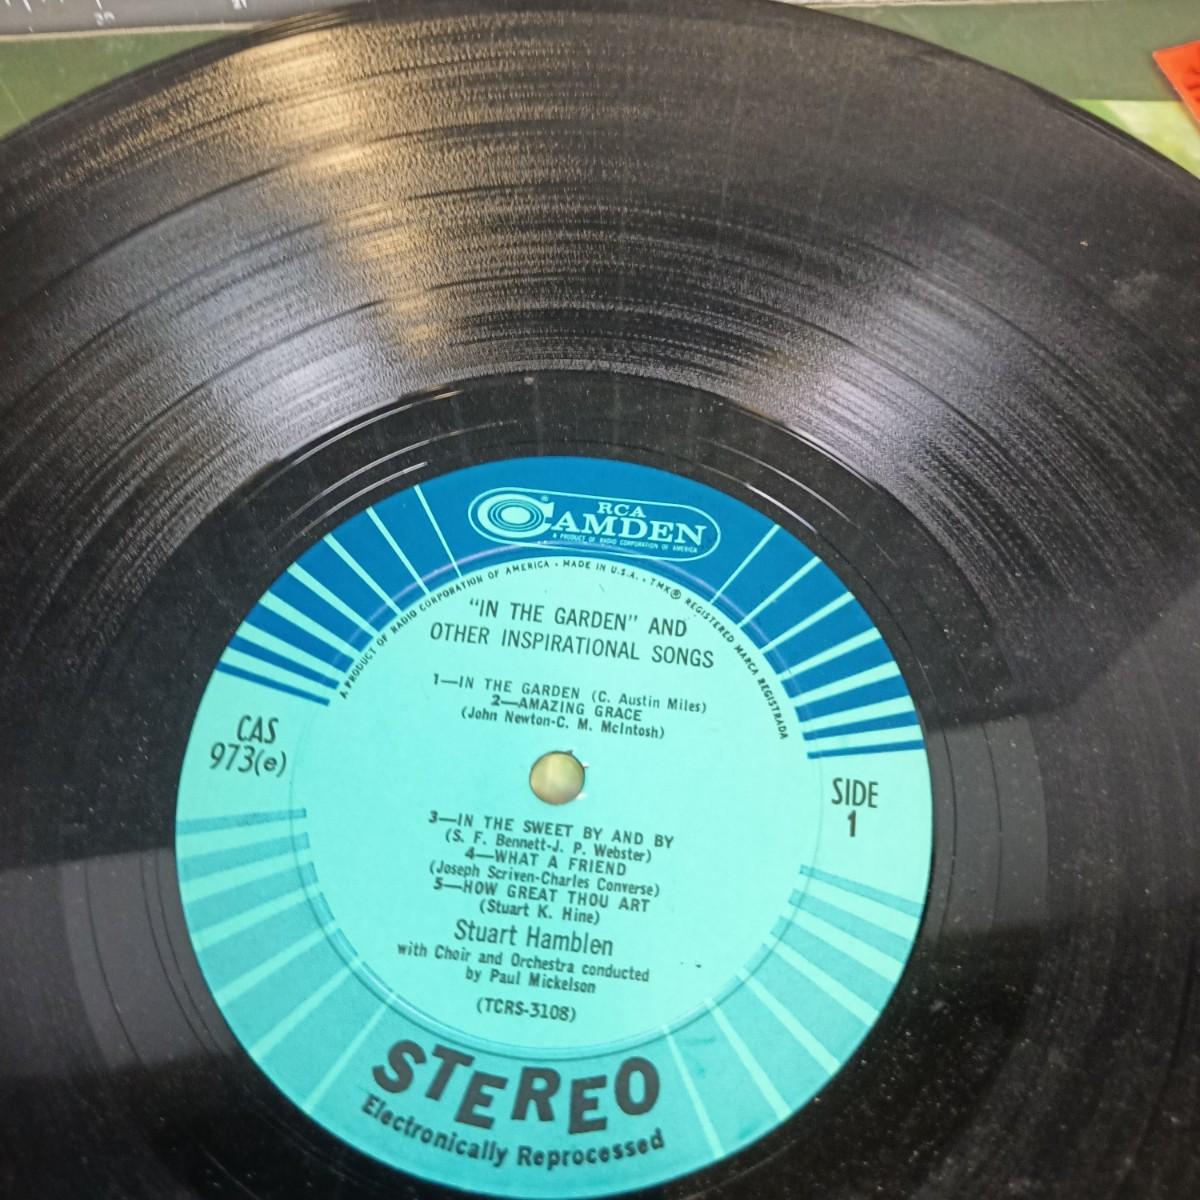 RCA
CAMDEN
A PRODUCT OF RADIO CORPORATION OF AMERICA
A PRODUCT OF RADIO CORPORATION OF AMERICA • MADE IN U.S.A. • TMK® REGISTERED MARCA REGISTRADA
"IN THE GARDEN" AND
OTHER INSPIRATIONAL SONGS
1—IN THE GARDEN (C. Austin Miles)
2—AMAZING GRACE
(John Newton-C. M. McIntosh)
CAS
973(e)
SIDE
1
3—IN THE SWEET BY AND BY
(S. F. Bennett-J. P. Webster)
4—WHAT A FRIEND
(Joseph Scriven-Charles Converse)
5—HOW GREAT THOU ART
(Stuart K. Hine)
Stuart Hamblen
with Choir and Orchestra conducted
by Paul Mickelson
(TCRS-3108)
STEREO
Electronically Reprocessed